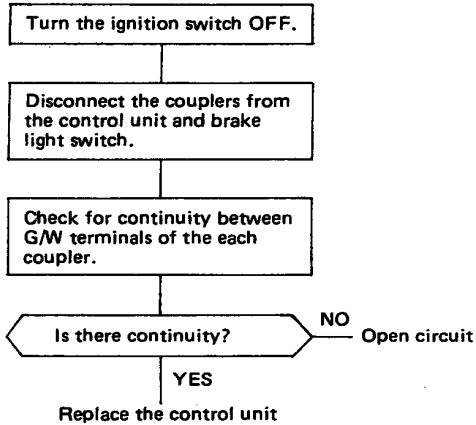 Turn the ignition switch OFF.
Disconnect the couplers from
the control unit and brake
light switch.
Check for continuity between
G/W terminals of the each
coupler.
Is there continuity?
NO
Open circuit
YES
Replace the control unit